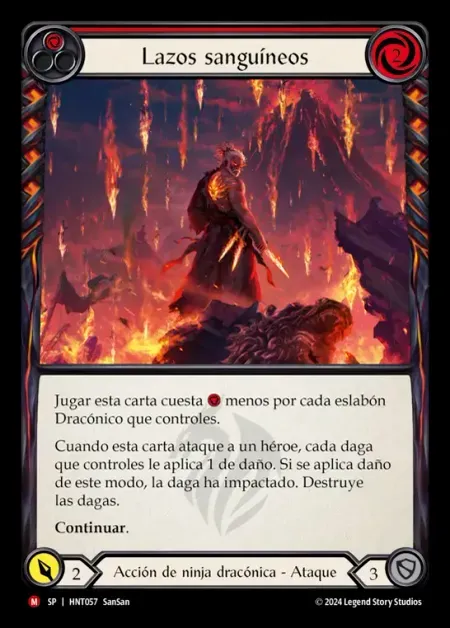 Lazos sanguíneos
2
Jugar esta carta cuesta menos por cada eslabón
Dracónico que controles.
Cuando esta carta ataque a un héroe, cada daga
que controles le aplica 1 de daño. Si se aplica daño
de este modo, la daga ha impactado. Destruye
las dagas.
Continuar.
2 Acción de ninja dracónica - Ataque 3
M SP | HNT057 SanSan © 2024 Legend Story Studios